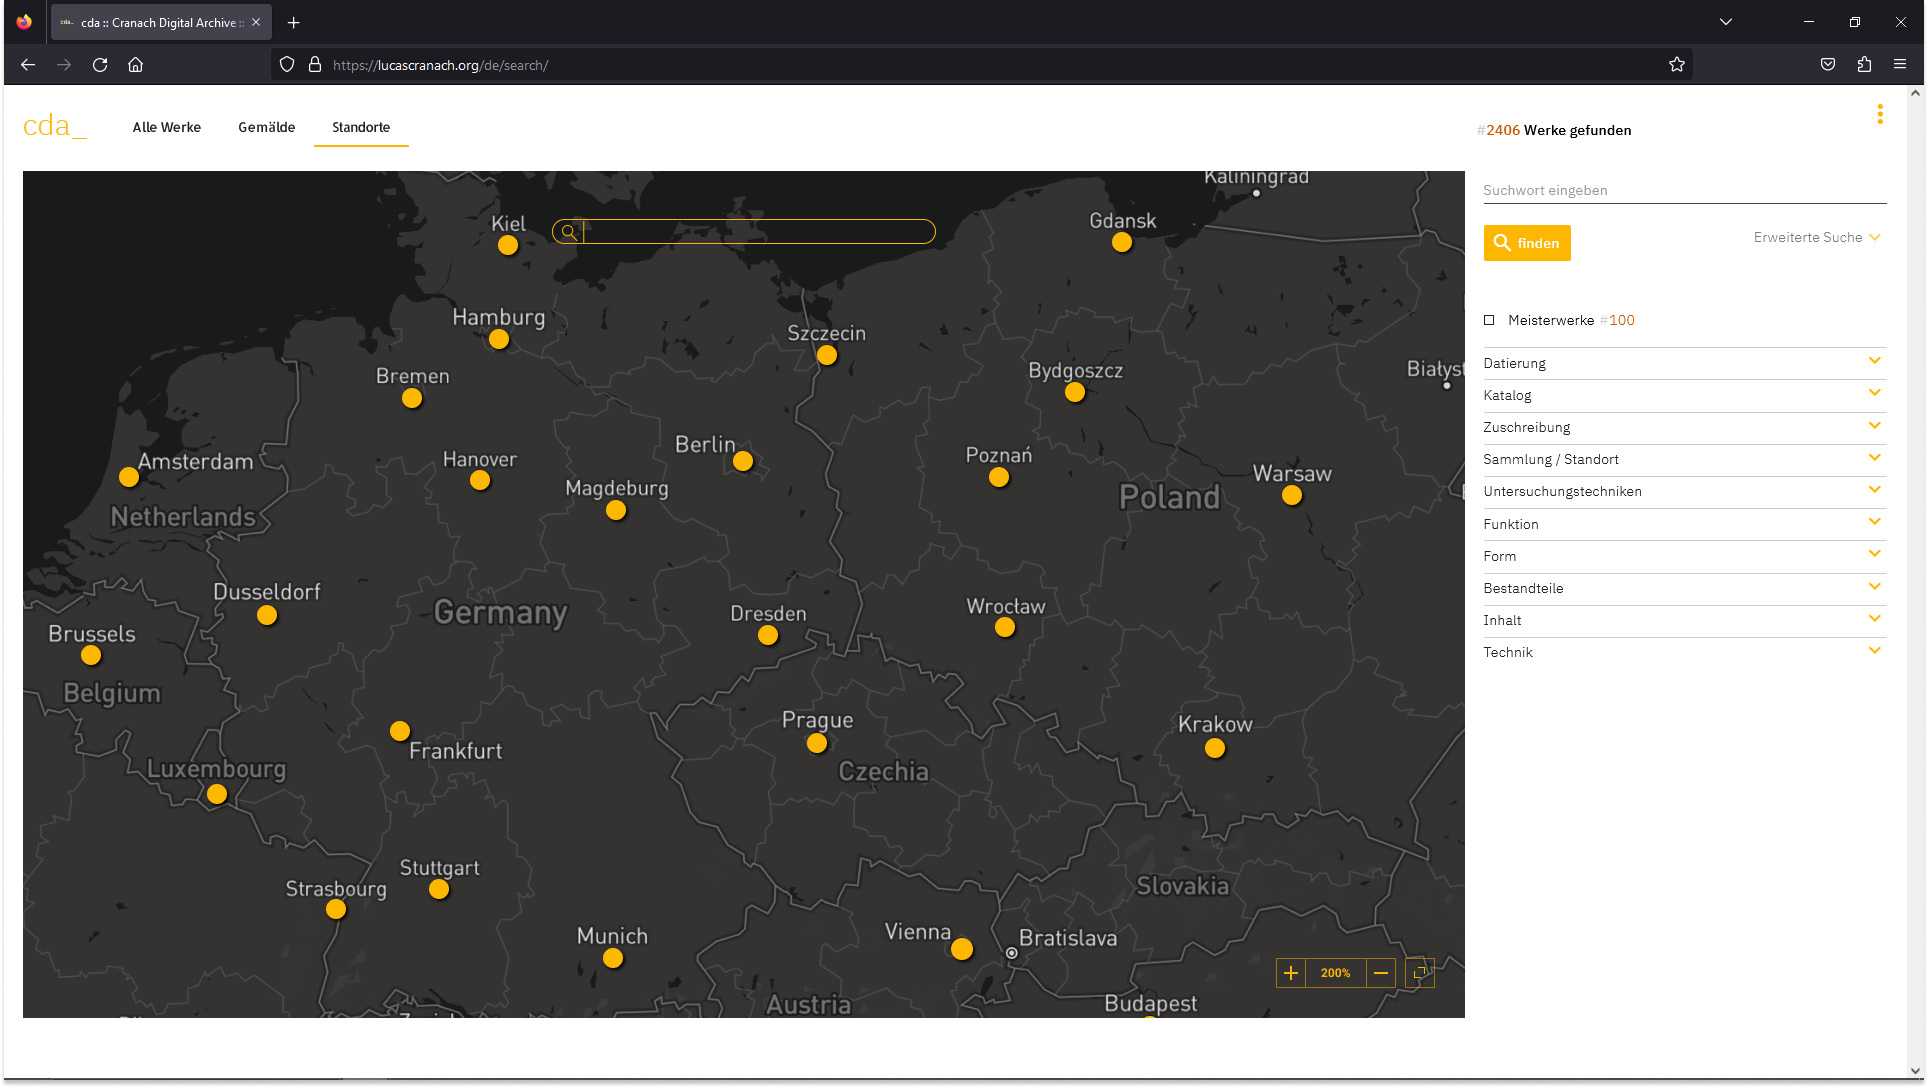 cda_
cda :: Cranach Digital Archive ::
https://lucascranach.org/de/search/
cda_
Alle Werke
Gemälde
Standorte
#2406 Werke gefunden
Suchwort eingeben
finden
Erweiterte Suche
Meisterwerke #100
Datierung
Katalog
Zuschreibung
Sammlung / Standort
Untersuchungstechniken
Funktion
Form
Bestandteile
Inhalt
Technik
Kaliningrad
Kiel
Gdansk
Hamburg
Szczecin
Bremen
Bydgoszcz
Białyst
Berlin
Amsterdam
Hanover
Poznań
Magdeburg
Warsaw
Netherlands
Poland
Dusseldorf
Germany
Dresden
Wrocław
Brussels
Belgium
Prague
Krakow
Frankfurt
Luxembourg
Czechia
Stuttgart
Strasbourg
Slovakia
Munich
Vienna
Bratislava
200%
Austria
Budapest